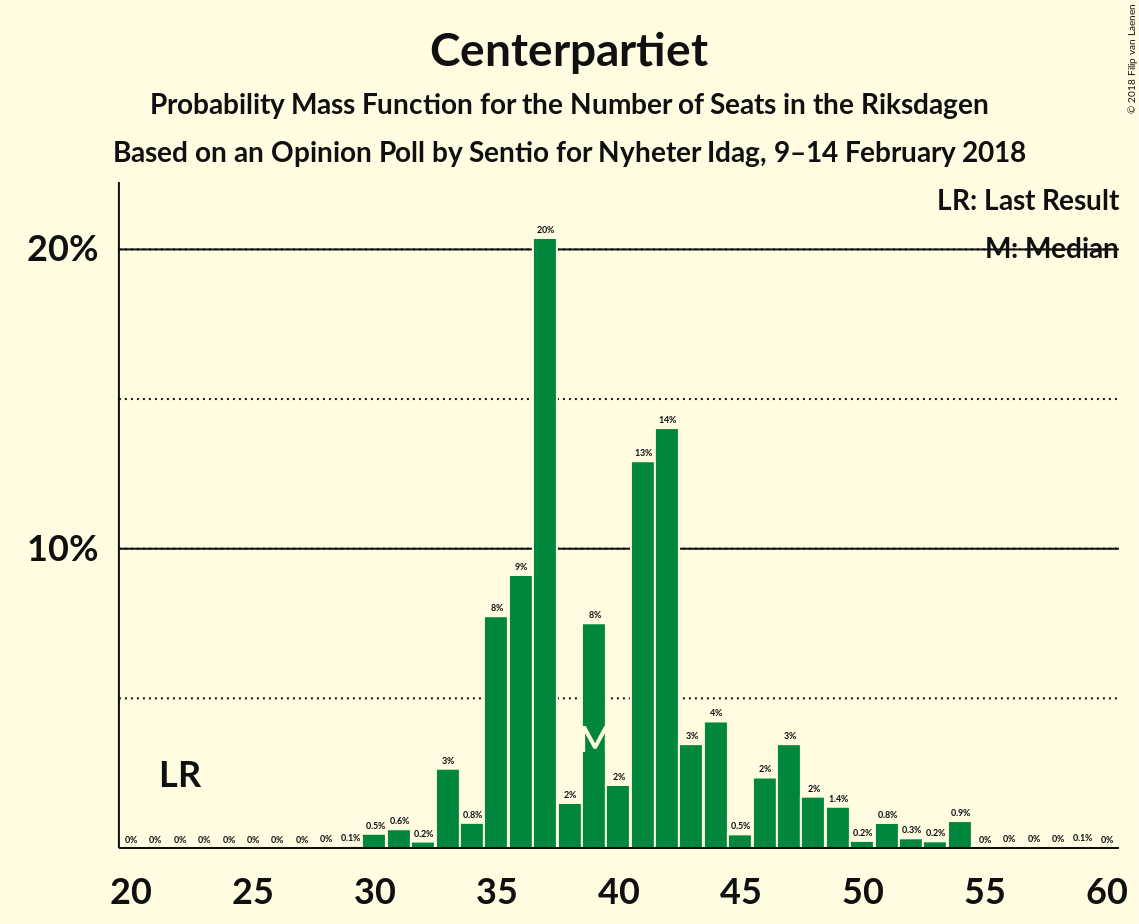 Centerpartiet
Probability Mass Function for the Number of Seats in the Riksdagen
Based on an Opinion Poll by Sentio for Nyheter Idag, 9–14 February 2018
© 2018 Filip van Laenen
LR: Last Result
M: Median
20%
10%
LR
M
0% 0% 0% 0% 0% 0% 0% 0% 0% 0.1% 0.5% 0.6% 0.2% 3% 0.8% 8% 9% 20% 2% 8% 2% 13% 14% 3% 4% 0.5% 2% 3% 2% 1.4% 0.2% 0.8% 0.3% 0.2% 0.9% 0% 0% 0% 0% 0.1% 0%
20 25 30 35 40 45 50 55 60